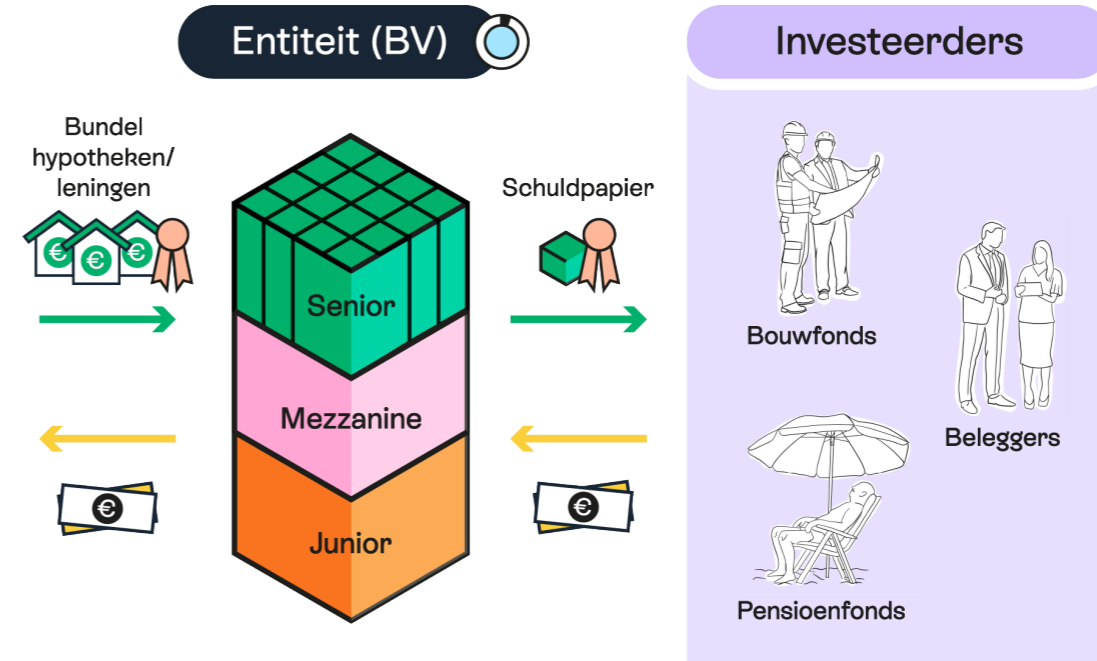 Entiteit (BV)
Investeerders
Bundel
hypotheken/
leningen
€
€
€
Schuldpapier
Senior
Mezzanine
Junior
€
€
Bouwfonds
Beleggers
Pensioenfonds